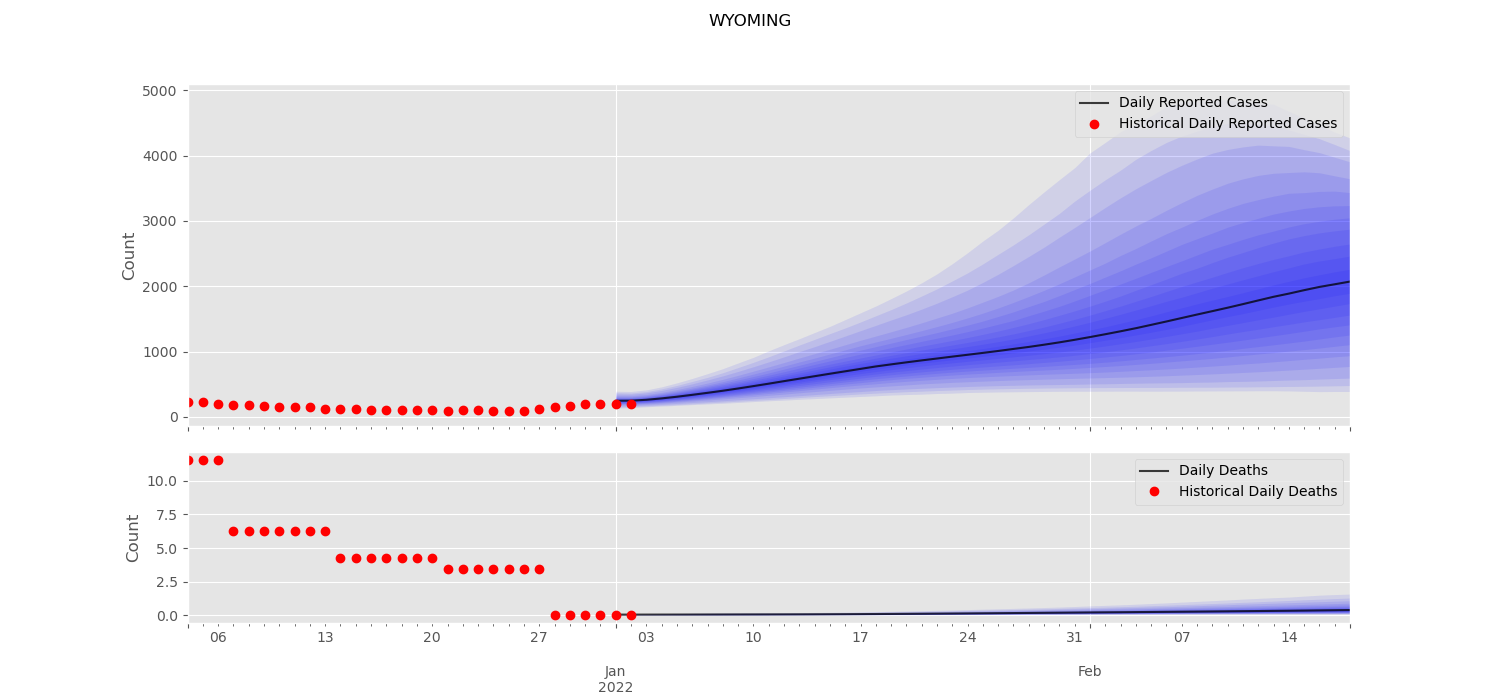 WYOMING
5000
4000
3000
2000
1000
0
Count
Daily Reported Cases
Historical Daily Reported Cases
10.0
7.5
5.0
2.5
0.0
Count
Daily Deaths
Historical Daily Deaths
06 13 20 27 03 10 17 24 31 07 14
Jan Feb
2022